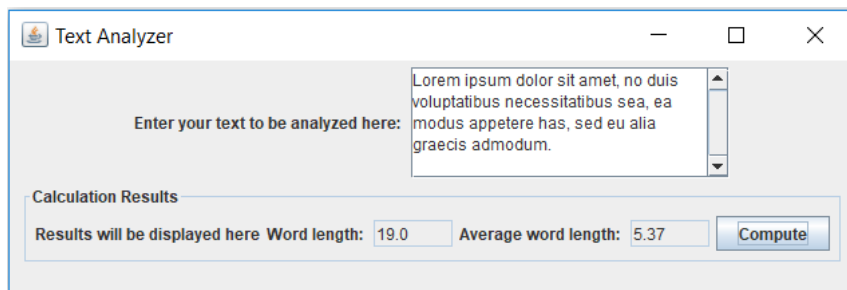 Text Analyzer
Enter your text to be analyzed here:
Lorem ipsum dolor sit amet, no duis
voluptatibus necessitatibus sea, ea
modus appetere has, sed eu alia
graecis admodum.
Calculation Results
Results will be displayed here Word length: 19.0 Average word length: 5.37 Compute